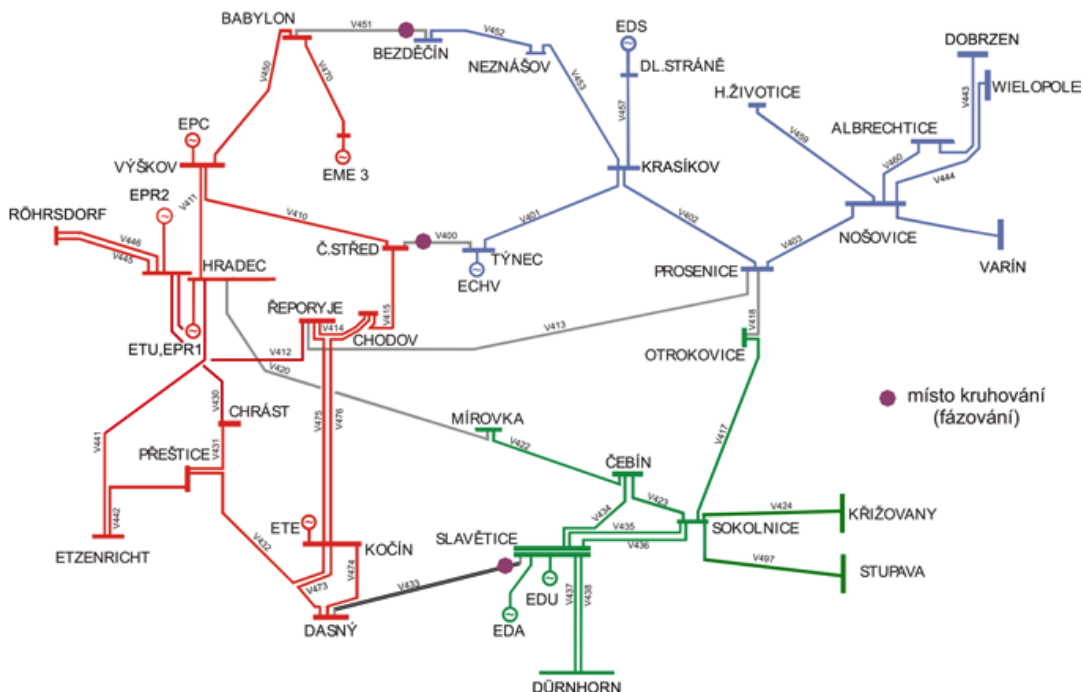 BABYLON
V451
BEZDĚČÍN
V452
NEZNÁŠOV
EDS
DL.STRÁNĚ
DOBRZEN
WIELOPOLE
H.ŽIVOTICE
ALBRECHTICE
V443
V450
V470
V453
V457
V459
V460
V444
EPC
VÝŠKOV
EME 3
KRASÍKOV
EPR2
V411
V410
V401
V402
NOŠOVICE
RÖHRSDORF
V446
V445
Č.STŘED
V400
TÝNEC
V403
VARÍN
HRADEC
ECHV
PROSENICE
ŘEPORYJE
V414
V415
CHODOV
V413
V418
ETU,EPR1
V412
OTROKOVICE
V420
V430
CHRÁST
místo kruhování
(fázování)
MÍROVKA
V475
V476
V422
V417
V441
V431
PŘEŠTICE
ČEBÍN
V423
V424
KŘIŽOVANY
V442
ETZENRICHT
V432
ETE
KOČÍN
SLAVĚTICE
V434
V435
V436
SOKOLNICE
V497
STUPAVA
V473
V474
V433
EDU
V437
V438
DASNÝ
EDA
DÜRNHORN